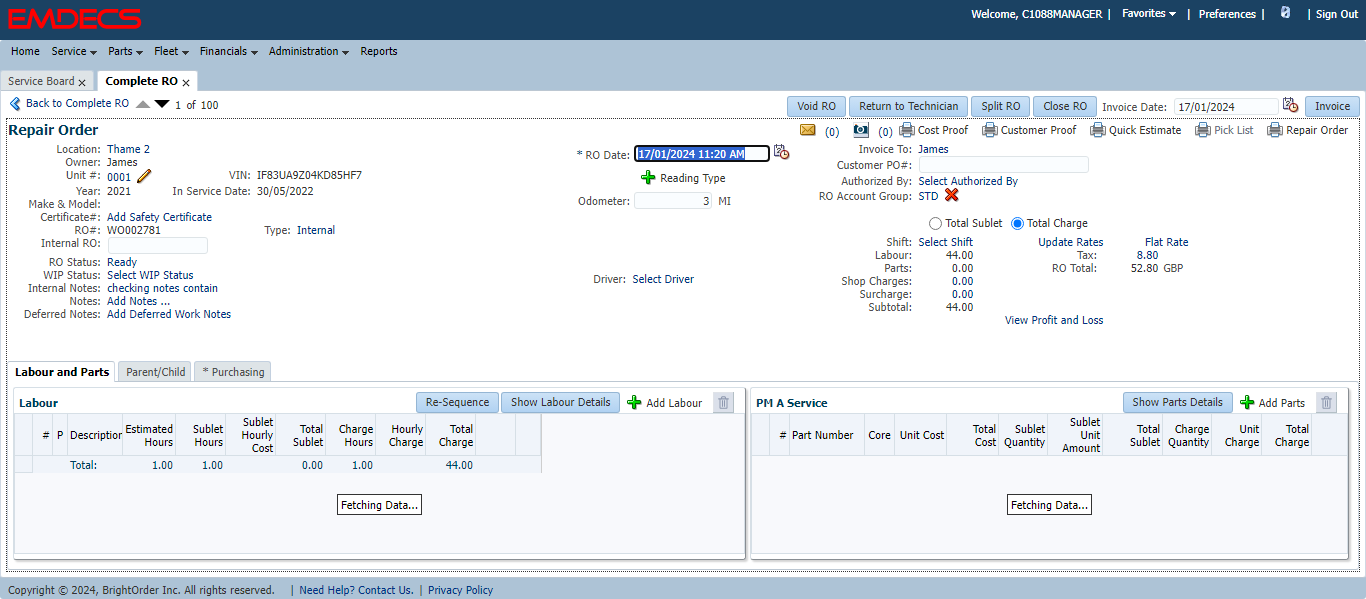 EMDECS
Welcome, C1088MANAGER | Favorites | Preferences | | Sign Out
Home Service Parts Fleet Financials Administration Reports
Service Board x Complete RO x
Back to Complete RO 1 of 100 Void RO Return to Technician Split RO Close RO Invoice Date: 17/01/2024 Invoice
Repair Order (0) (0) Cost Proof Customer Proof Quick Estimate Pick List Repair Order
Location: Thame 2 * RO Date: 17/01/2024 11:20 AM Invoice To: James
Owner: James Customer PO#:
Unit #: 0001 VIN: IF83UA9Z04KD85HF7 Reading Type Authorized By: Select Authorized By
Year: 2021 In Service Date: 30/05/2022 Odometer: 3 MI RO Account Group: STD
Make & Model:
Certificate#: Add Safety Certificate Total Sublet Total Charge
RO#: WO002781 Type: Internal
Internal RO: Shift: Select Shift Update Rates Flat Rate
Labour: 44.00 Tax: 8.80
RO Status: Ready Parts: 0.00 RO Total: 52.80 GBP
WIP Status: Select WIP Status Driver: Select Driver Shop Charges: 0.00
Internal Notes: checking notes contain Surcharge: 0.00
Notes: Add Notes ... Subtotal: 44.00
Deferred Notes: Add Deferred Work Notes View Profit and Loss
Labour and Parts Parent/Child * Purchasing
Labour Re-Sequence Show Labour Details Add Labour
# P Description Estimated Hours Sublet Hours Sublet Hourly Cost Total Sublet Charge Hours Hourly Charge Total Charge
Total: 1.00 1.00 0.00 1.00 44.00
Fetching Data...
PM A Service Show Parts Details Add Parts
# Part Number Core Unit Cost Total Cost Sublet Quantity Sublet Unit Amount Total Sublet Charge Quantity Unit Charge Total Charge
Fetching Data...
Copyright © 2024, BrightOrder Inc. All rights reserved. | Need Help? Contact Us. | Privacy Policy